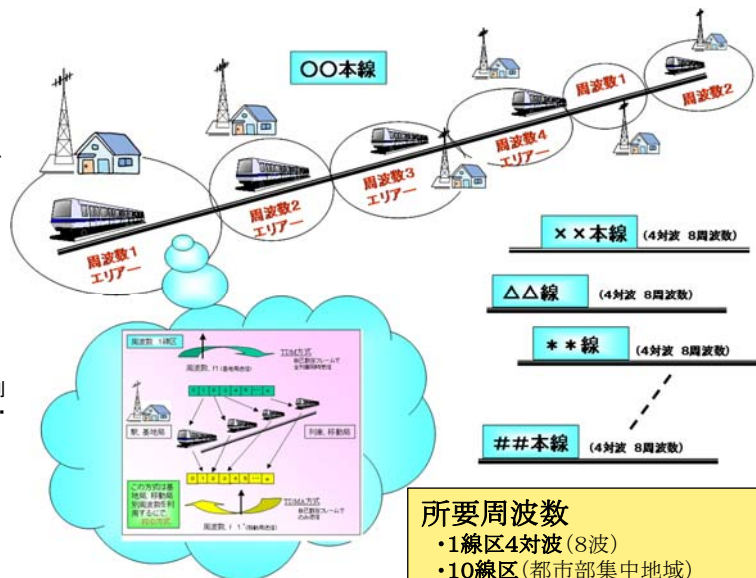 〇〇本線
周波数1
エリアー
周波数2
エリアー
周波数3
エリアー
周波数4
エリアー
周波数1
周波数2
××本線 (4対波 8周波数)
△△線 (4対波 8周波数)
**線 (4対波 8周波数)
##本線 (4対波 8周波数)
周波数 1線区
TDM方式
駅、基地局
列車、移動局
0 1 2 3 4 5
TDMA方式
所要周波数
・1線区4対波(8波)
・10線区(都市部集中地域)